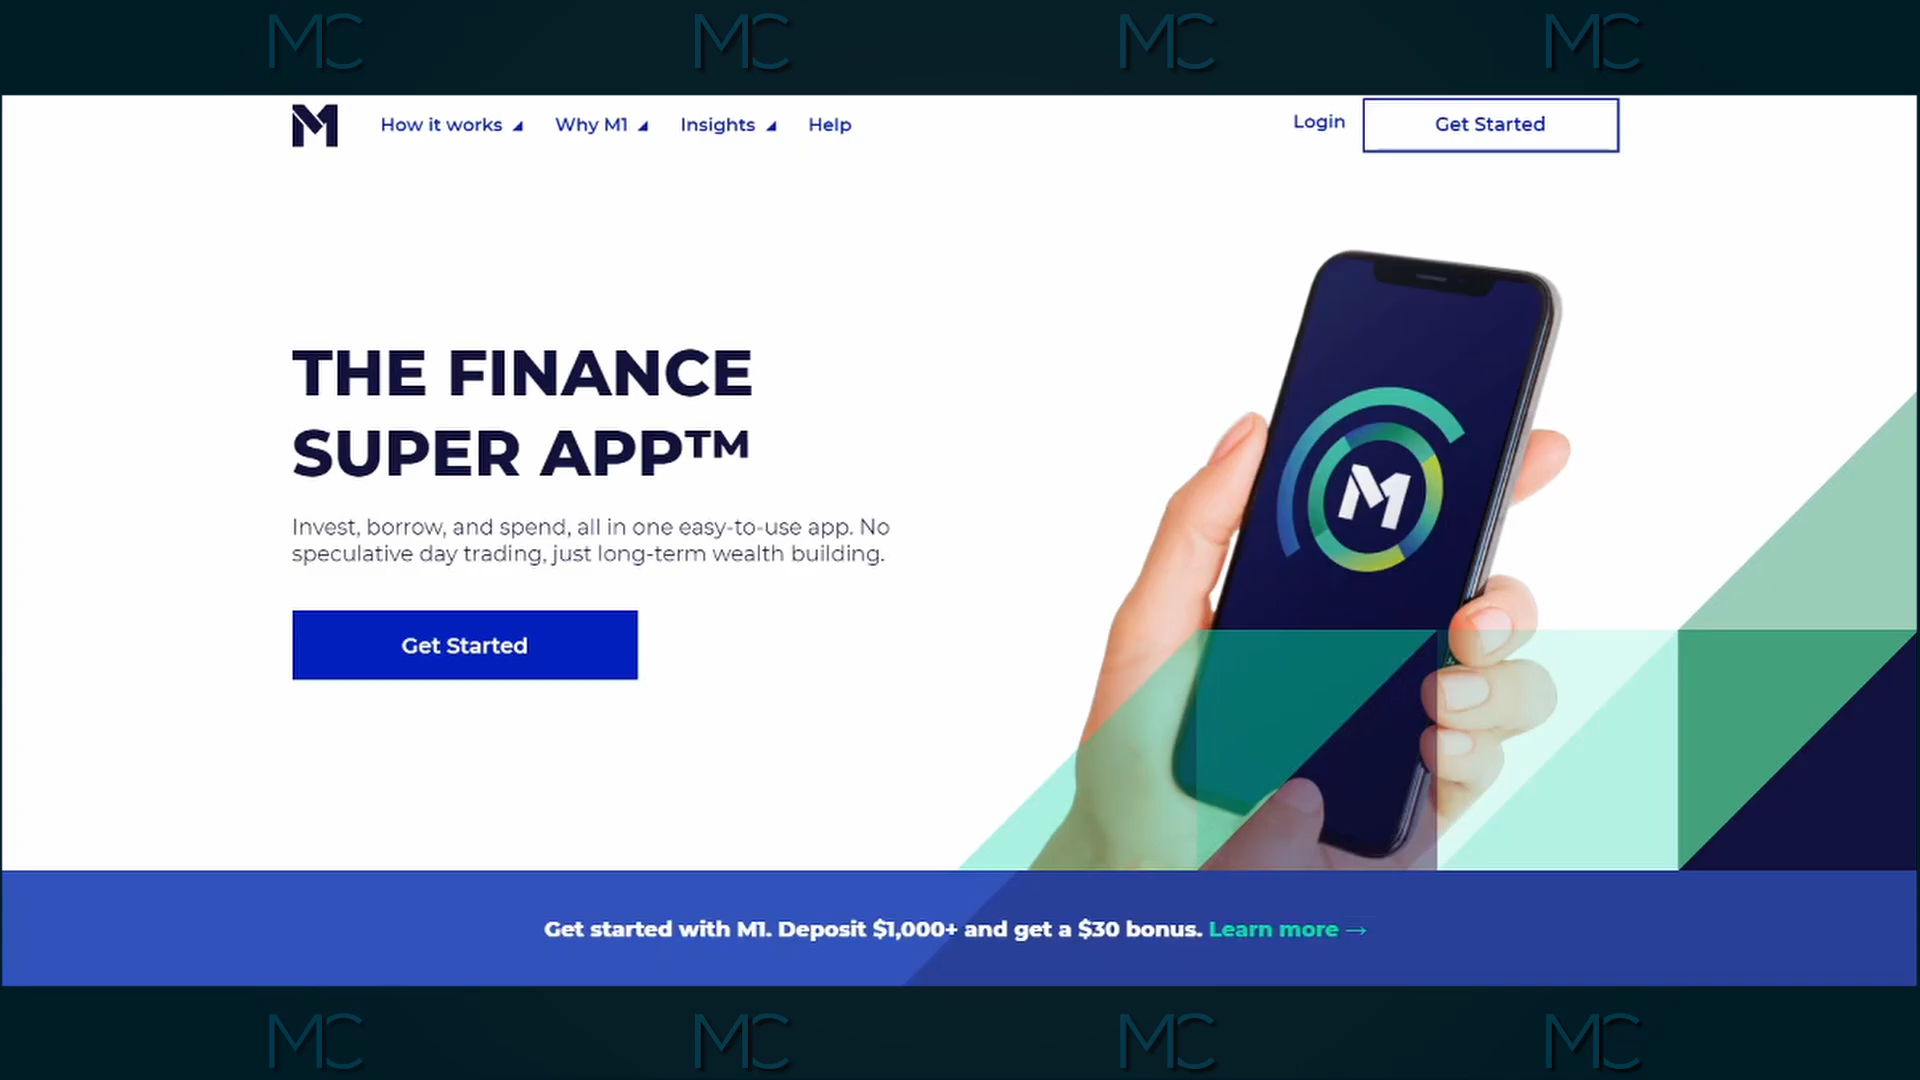 MC MC MC MC
M1 How it works Why M1 Insights Help Login Get Started
THE FINANCE
SUPER APP™
Invest, borrow, and spend, all in one easy-to-use app. No
speculative day trading, just long-term wealth building.
Get Started
M1
Get started with M1. Deposit $1,000+ and get a $30 bonus. Learn more →
MC MC MC MC